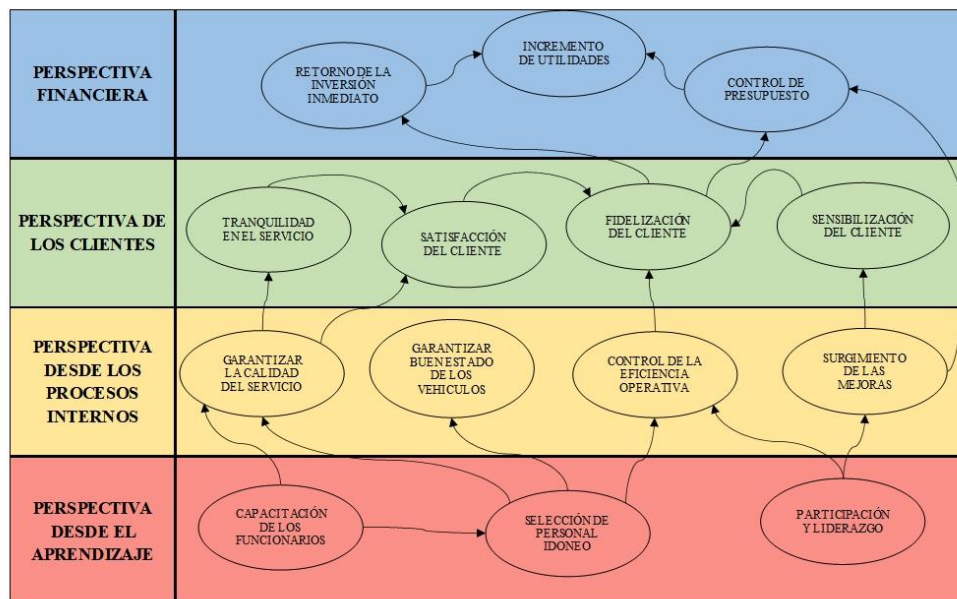 PERSPECTIVA
FINANCIERA
RETORNO DE LA
INVERSIÓN
INMEDIATO
INCREMENTO
DE UTILIDADES
CONTROL DE
PRESUPUESTO
PERSPECTIVA DE
LOS CLIENTES
TRANQUILIDAD
EN EL SERVICIO
SATISFACCIÓN
DEL CLIENTE
FIDELIZACIÓN
DEL CLIENTE
SENSIBILIZACIÓN
DEL CLIENTE
PERSPECTIVA
DESDE LOS
PROCESOS
INTERNOS
GARANTIZAR
LA CALIDAD
DEL SERVICIO
GARANTIZAR
BUEN ESTADO
DE LOS
VEHICULOS
CONTROL DE LA
EFICIENCIA
OPERATIVA
SURGIMIENTO
DE LAS
MEJORAS
PERSPECTIVA
DESDE EL
APRENDIZAJE
CAPACITACIÓN
DE LOS
FUNCIONARIOS
SELECCIÓN DE
PERSONAL
IDONEO
PARTICIPACIÓN
Y LIDERAZGO